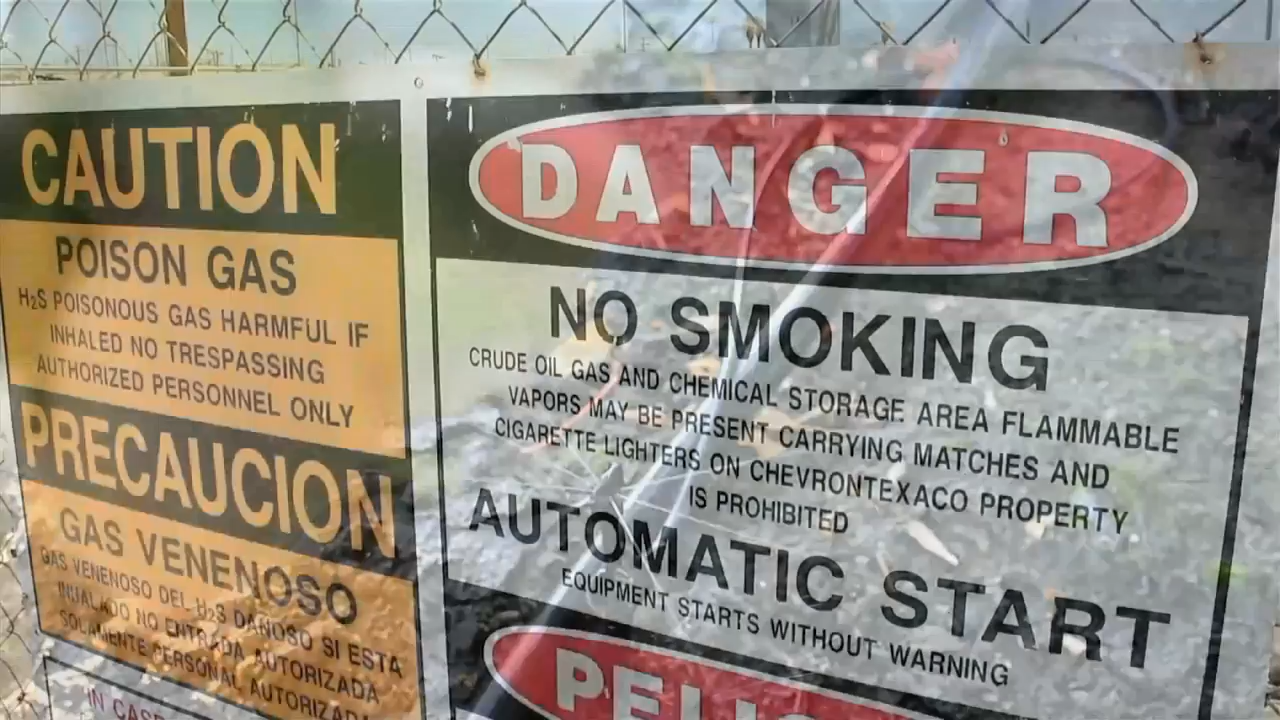 CAUTION
POISON GAS
H₂S POISONOUS GAS HARMFUL IF
INHALED NO TRESPASSING
AUTHORIZED PERSONNEL ONLY
PRECAUCION
GAS VENENOSO
GAS VENENOSO DEL H₂S DAÑOSO SI ESTA
INHALADO NO ENTRADA AUTORIZADA
SOLAMENTE PERSONAL AUTORIZADA
IN CASE
DANGER
NO SMOKING
CRUDE OIL GAS AND CHEMICAL STORAGE AREA FLAMMABLE
VAPORS MAY BE PRESENT CARRYING MATCHES AND
CIGARETTE LIGHTERS ON CHEVRONTEXACO PROPERTY
IS PROHIBITED
AUTOMATIC START
EQUIPMENT STARTS WITHOUT WARNING